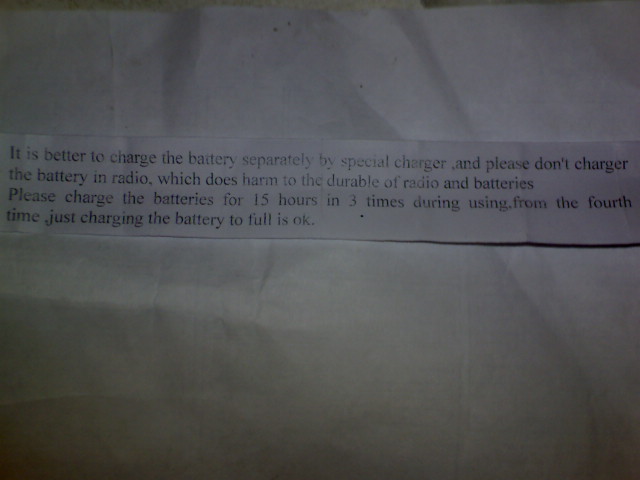 It is better to charge the battery separately by special charger ,and please don't charger
the battery in radio, which does harm to the durable of radio and batteries
Please charge the batteries for 15 hours in 3 times during using.from the fourth
time ,just charging the battery to full is ok.